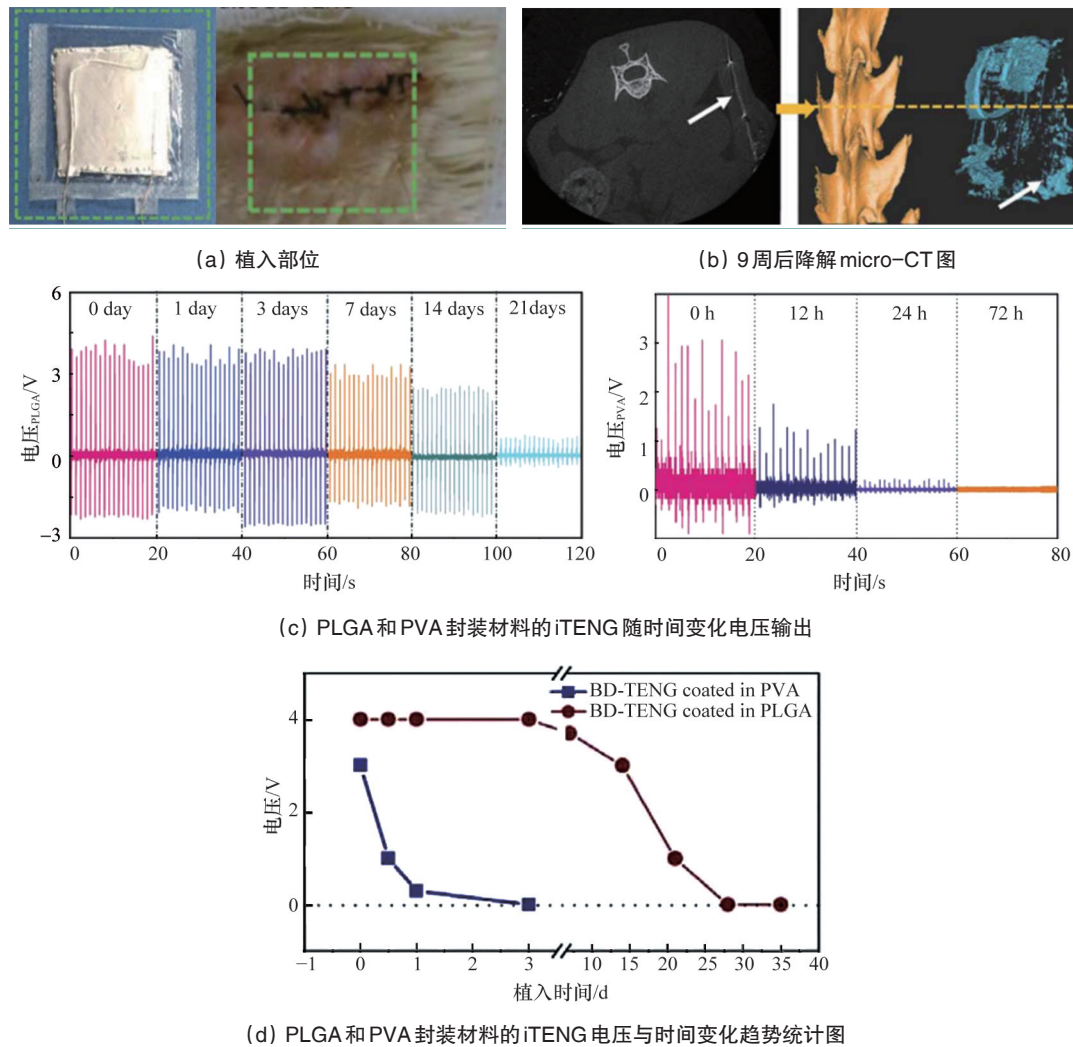 (a) 植入部位
(b) 9周后降解micro-CT图
6
3
0
−3
电压PLGA/V
0 day
1 day
3 days
7 days
14 days
21days
0
20
40
60
80
100
120
时间/s
3
2
1
0
电压PVA/V
0 h
12 h
24 h
72 h
0
20
40
60
80
时间/s
(c) PLGA和PVA封装材料的iTENG随时间变化电压输出
BD-TENG coated in PVA
BD-TENG coated in PLGA
4
2
0
电压/V
−1
0
1
2
3
10
15
20
25
30
35
40
植入时间/d
(d) PLGA和PVA封装材料的iTENG电压与时间变化趋势统计图